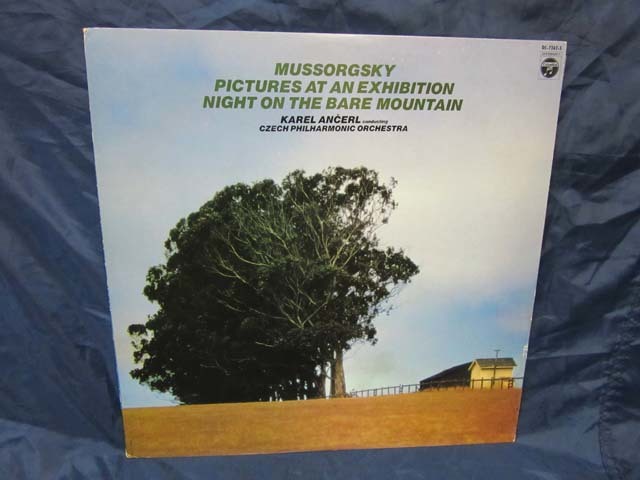 MUSSORGSKY
PICTURES AT AN EXHIBITION
NIGHT ON THE BARE MOUNTAIN
KAREL ANČERL conducting
CZECH PHILHARMONIC ORCHESTRA